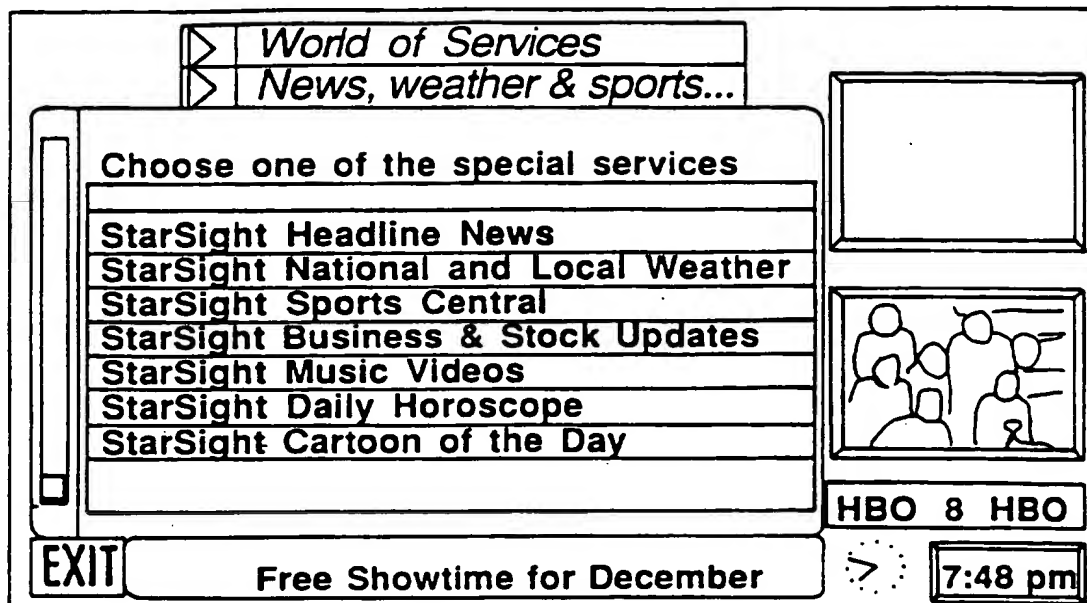 World of Services
News, weather & sports...
Choose one of the special services
StarSight Headline News
StarSight National and Local Weather
StarSight Sports Central
StarSight Business & Stock Updates
StarSight Music Videos
StarSight Daily Horoscope
StarSight Cartoon of the Day
HBO 8 HBO
EXIT
Free Showtime for December
7:48 pm